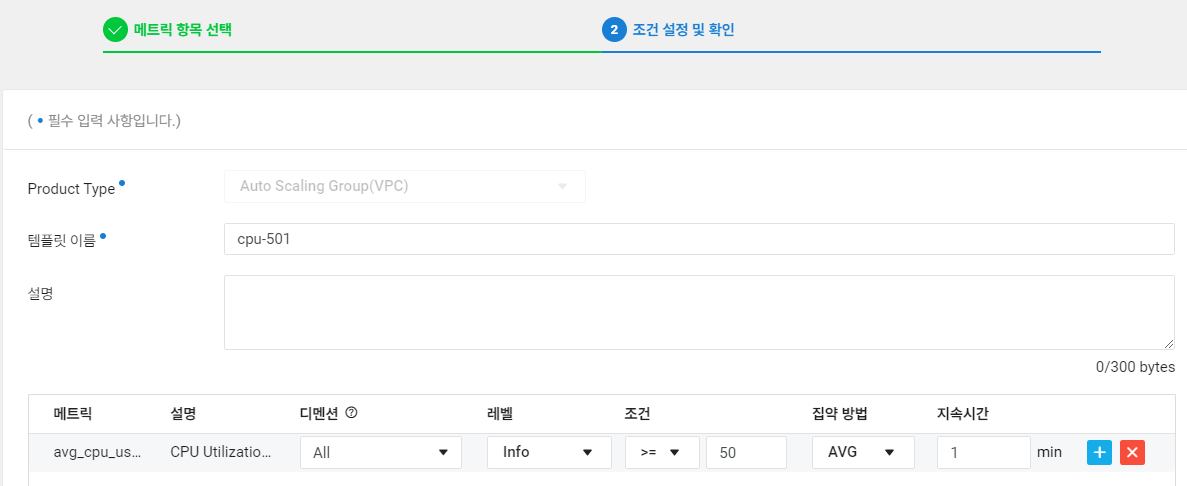 메트릭 항목 선택
2 조건 설정 및 확인
( • 필수 입력 사항입니다.)
Product Type
Auto Scaling Group(VPC)
템플릿 이름
cpu-501
설명
0/300 bytes
메트릭 설명 디멘션 ? 레벨 조건 집약 방법 지속시간
avg_cpu_us... CPU Utilizatio... All Info >= 50 AVG 1 min